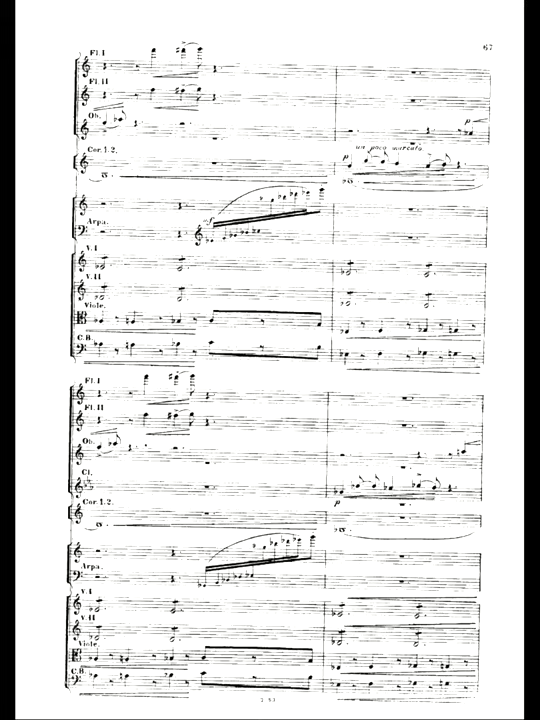 67
Fl. I
Fl. II
Ob.
Cor. 1. 2.
un poco marcato
p
p
Arpa.
mf
V. I
V. II
Viole.
C. B.
Fl. I
Fl. II
Ob.
Cl.
p
Cor. 1. 2.
Arpa.
V. I
V. II
Viole.
C. B.